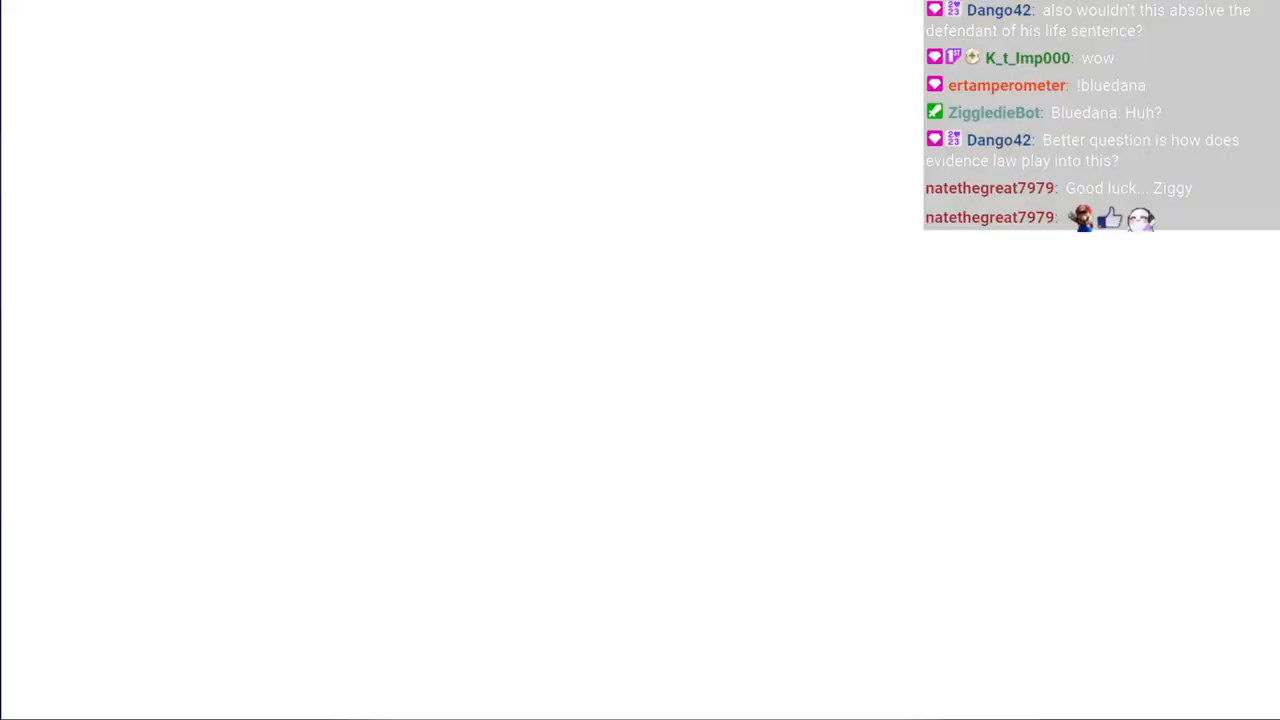 Dango42: also wouldn't this absolve the
defendant of his life sentence?
K_t_Imp000: wow
ertamperometer: !bluedana
ZiggledieBot: Bluedana: Huh?
Dango42: Better question is how does
evidence law play into this?
natethegreat7979: Good luck... Ziggy
natethegreat7979: